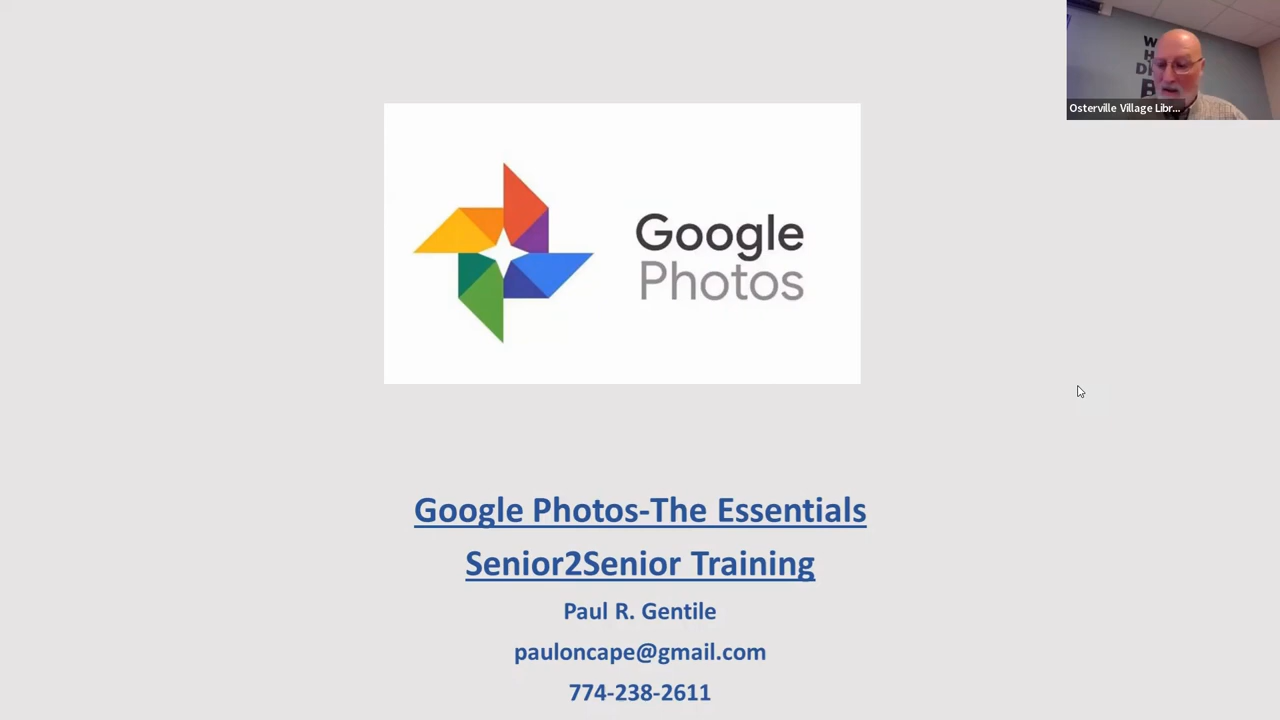 Osterville Village Libr...
Google
Photos
Google Photos-The Essentials
Senior2Senior Training
Paul R. Gentile
pauloncape@gmail.com
774-238-2611